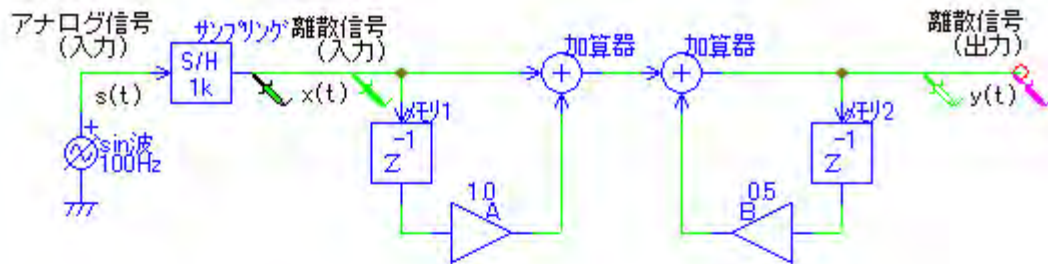 アナログ信号
(入力)
サンプリング
離散信号
(入力)
加算器
加算器
離散信号
(出力)
S/H
1k
s(t)
x(t)
+
+
y(t)
メモリ1
メモリ2
+
sin波
100Hz
Z⁻¹
Z⁻¹
1.0
A
0.5
B